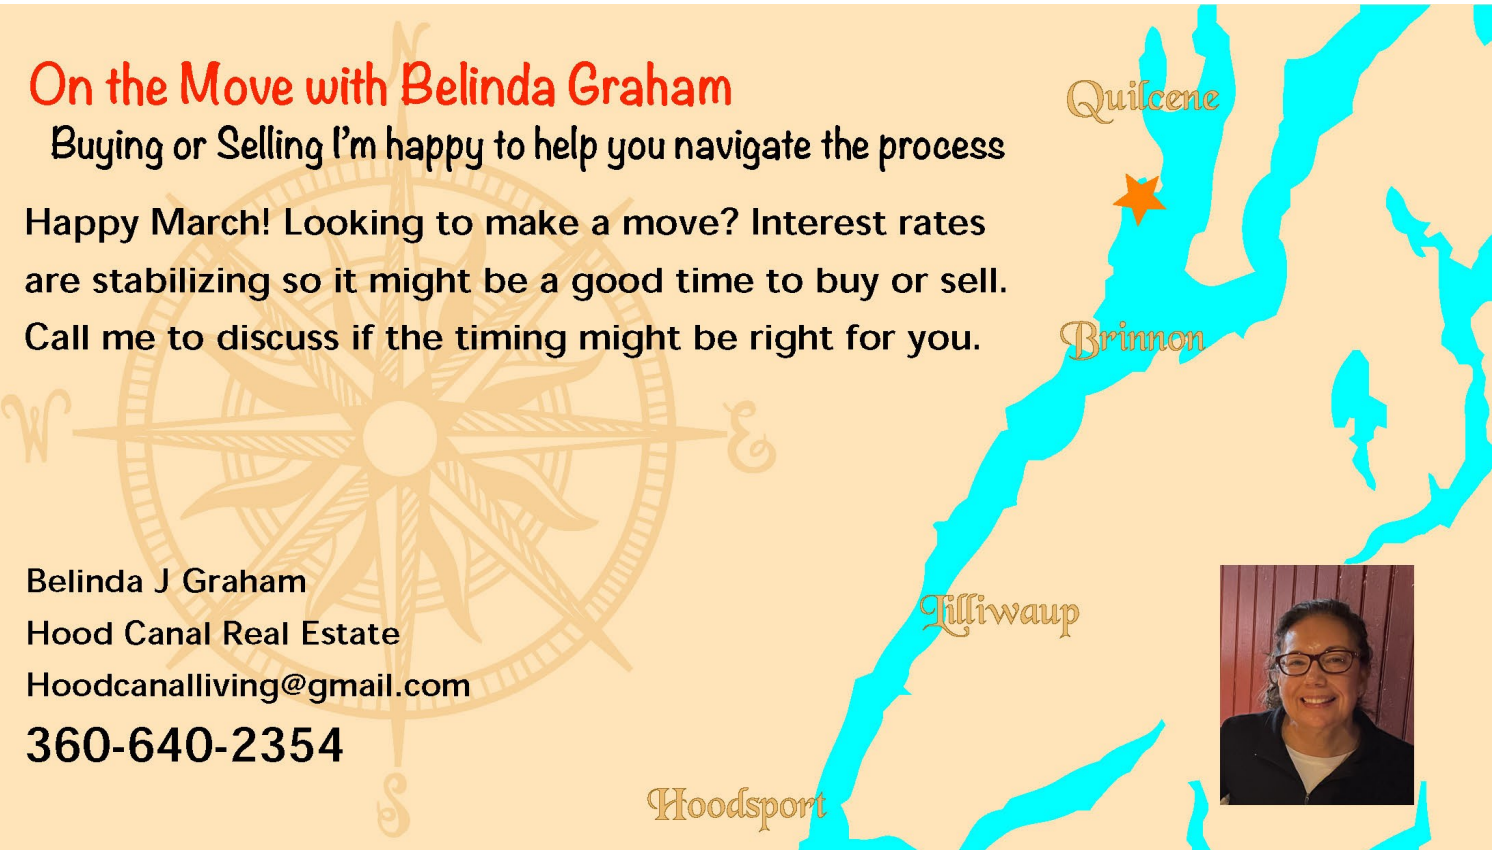 On the Move with Belinda Graham
Buying or Selling I'm happy to help you navigate the process
Happy March! Looking to make a move? Interest rates
are stabilizing so it might be a good time to buy or sell.
Call me to discuss if the timing might be right for you.
Belinda J Graham
Hood Canal Real Estate
Hoodcanalliving@gmail.com
360-640-2354
N
W
E
S
Quilcene
Brinnon
Lilliwaup
Hoodsport